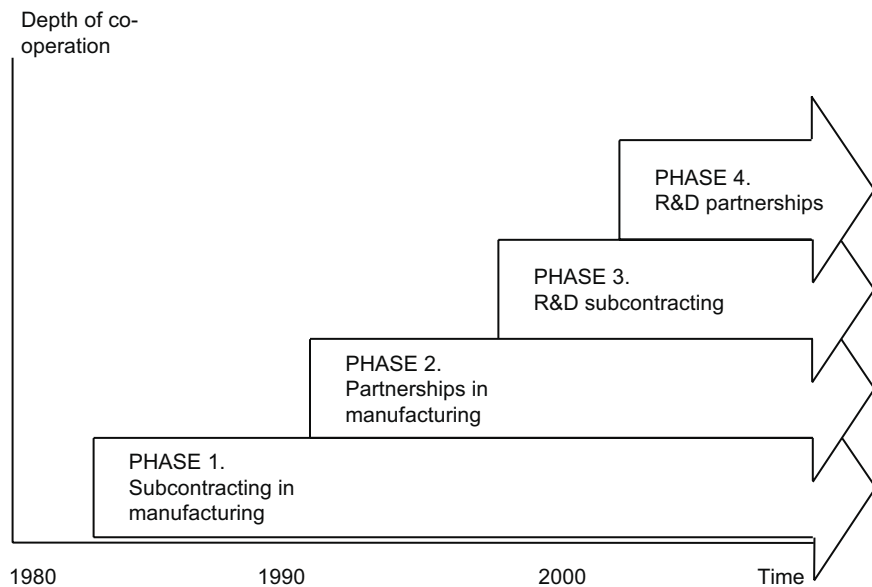 Depth of co-
operation
PHASE 4.
R&D partnerships
PHASE 3.
R&D subcontracting
PHASE 2.
Partnerships in
manufacturing
PHASE 1.
Subcontracting in
manufacturing
1980 1990 2000 Time